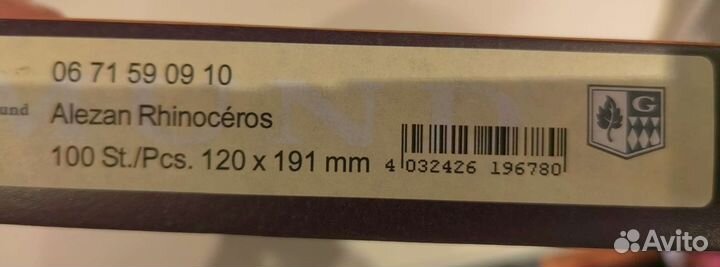 06 71 59 09 10
und
Alezan Rhinocéros
100 St./Pcs. 120 x 191 mm
4 032426 196780
G
Avito